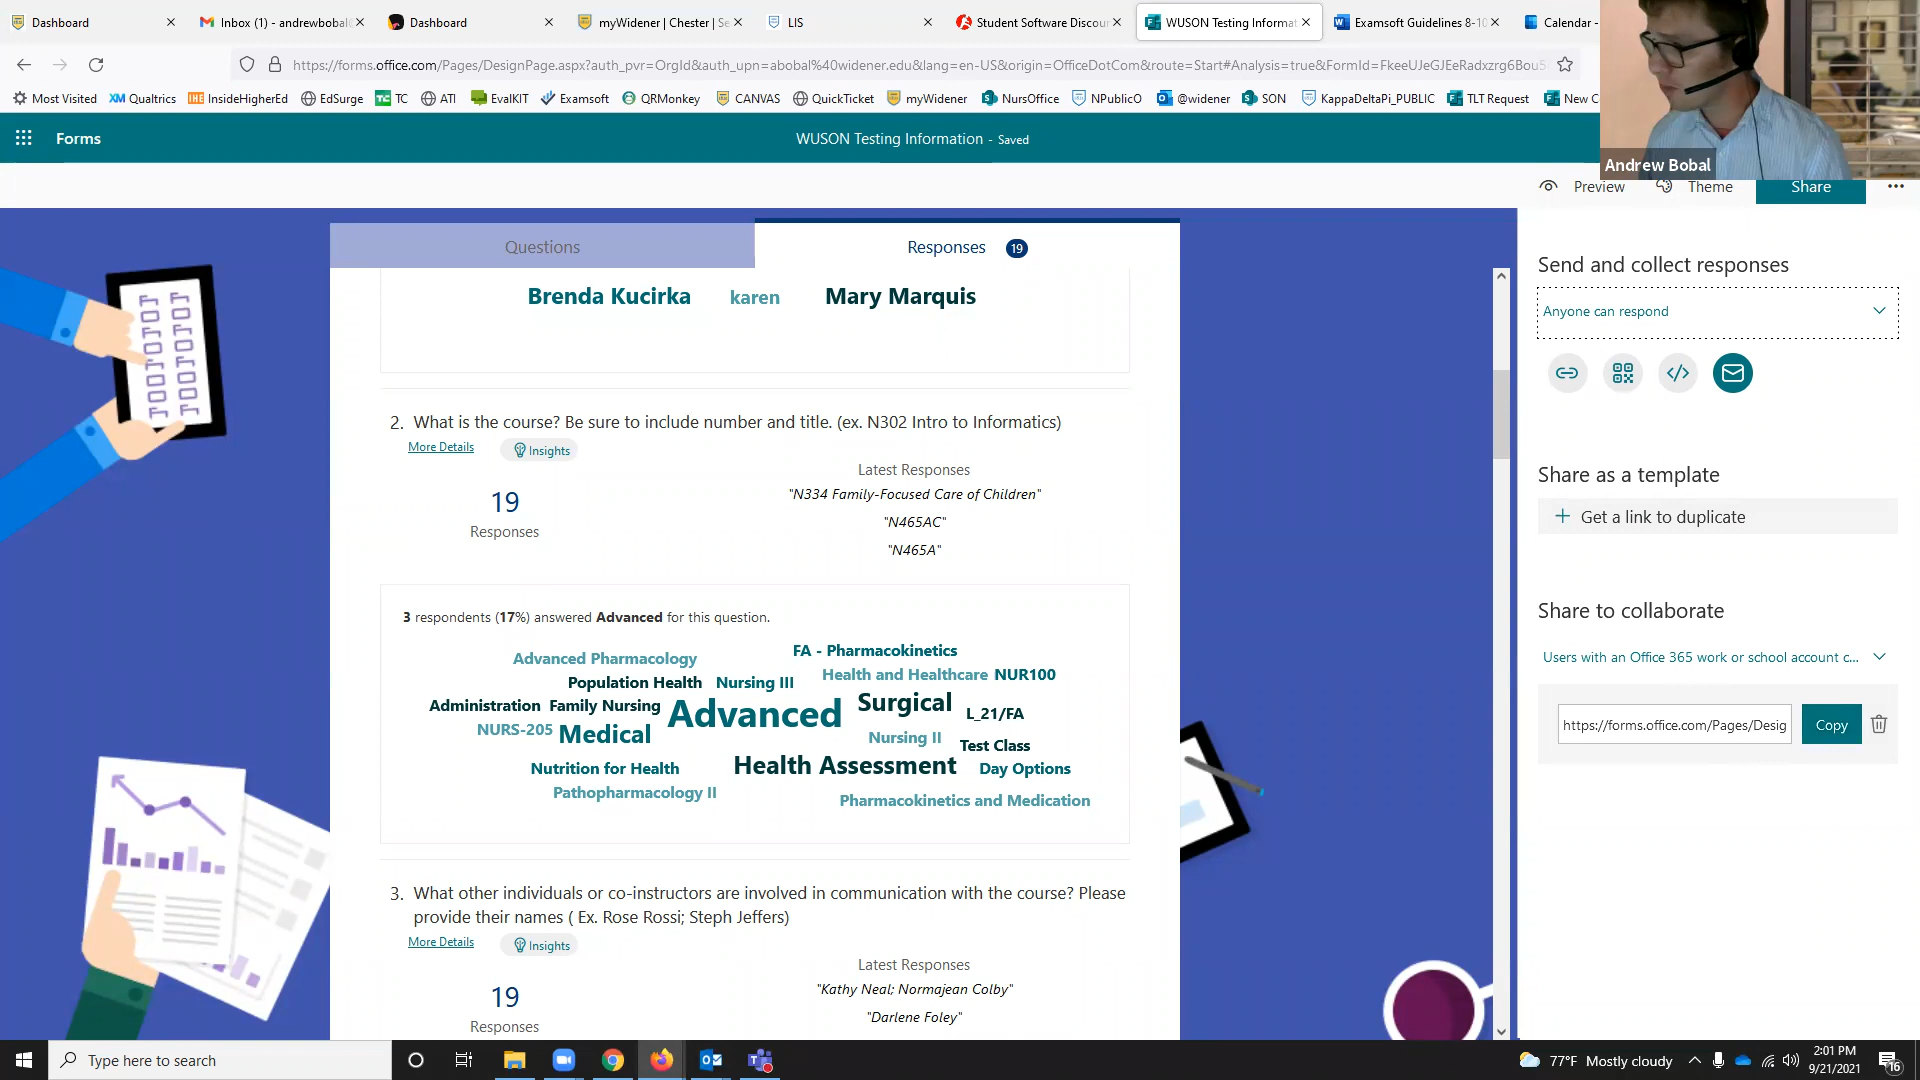 Dashboard
Inbox (1) - andrewbobal
Dashboard
myWidener | Chester | Se
LIS
Student Software Discour
WUSON Testing Informat
Examsoft Guidelines 8-10
Calendar -
https://forms.office.com/Pages/DesignPage.aspx?auth_pvr=OrgId&auth_upn=abobal%40widener.edu&lang=en-US&origin=OfficeDotCom&route=Start#Analysis=true&FormId=FkeeUJeGJEeRadxzrg6Bou5
Most Visited
XM Qualtrics
IHE InsideHigherEd
EdSurge
TC TC
ATI
EvalKIT
Examsoft
QRMonkey
CANVAS
QuickTicket
myWidener
NursOffice
NPublicO
@widener
SON
KappaDeltaPi_PUBLIC
TLT Request
New C
Forms
WUSON Testing Information - Saved
Andrew Bobal
Preview
Theme
Share
Questions
Responses 19
Brenda Kucirka karen Mary Marquis
2. What is the course? Be sure to include number and title. (ex. N302 Intro to Informatics)
More Details
Insights
19
Responses
Latest Responses
"N334 Family-Focused Care of Children"
"N465AC"
"N465A"
3 respondents (17%) answered Advanced for this question.
FA - Pharmacokinetics
Advanced Pharmacology
Health and Healthcare NUR100
Population Health Nursing III
Administration Family Nursing Advanced Surgical L_21/FA
NURS-205 Medical Nursing II Test Class
Nutrition for Health Health Assessment Day Options
Pathopharmacology II Pharmacokinetics and Medication
3. What other individuals or co-instructors are involved in communication with the course? Please
provide their names ( Ex. Rose Rossi; Steph Jeffers)
More Details
Insights
19
Responses
Latest Responses
"Kathy Neal; Normajean Colby"
"Darlene Foley"
Send and collect responses
Anyone can respond
Share as a template
+ Get a link to duplicate
Share to collaborate
Users with an Office 365 work or school account c...
https://forms.office.com/Pages/Desig
Copy
Type here to search
77°F Mostly cloudy
2:01 PM
9/21/2021
16